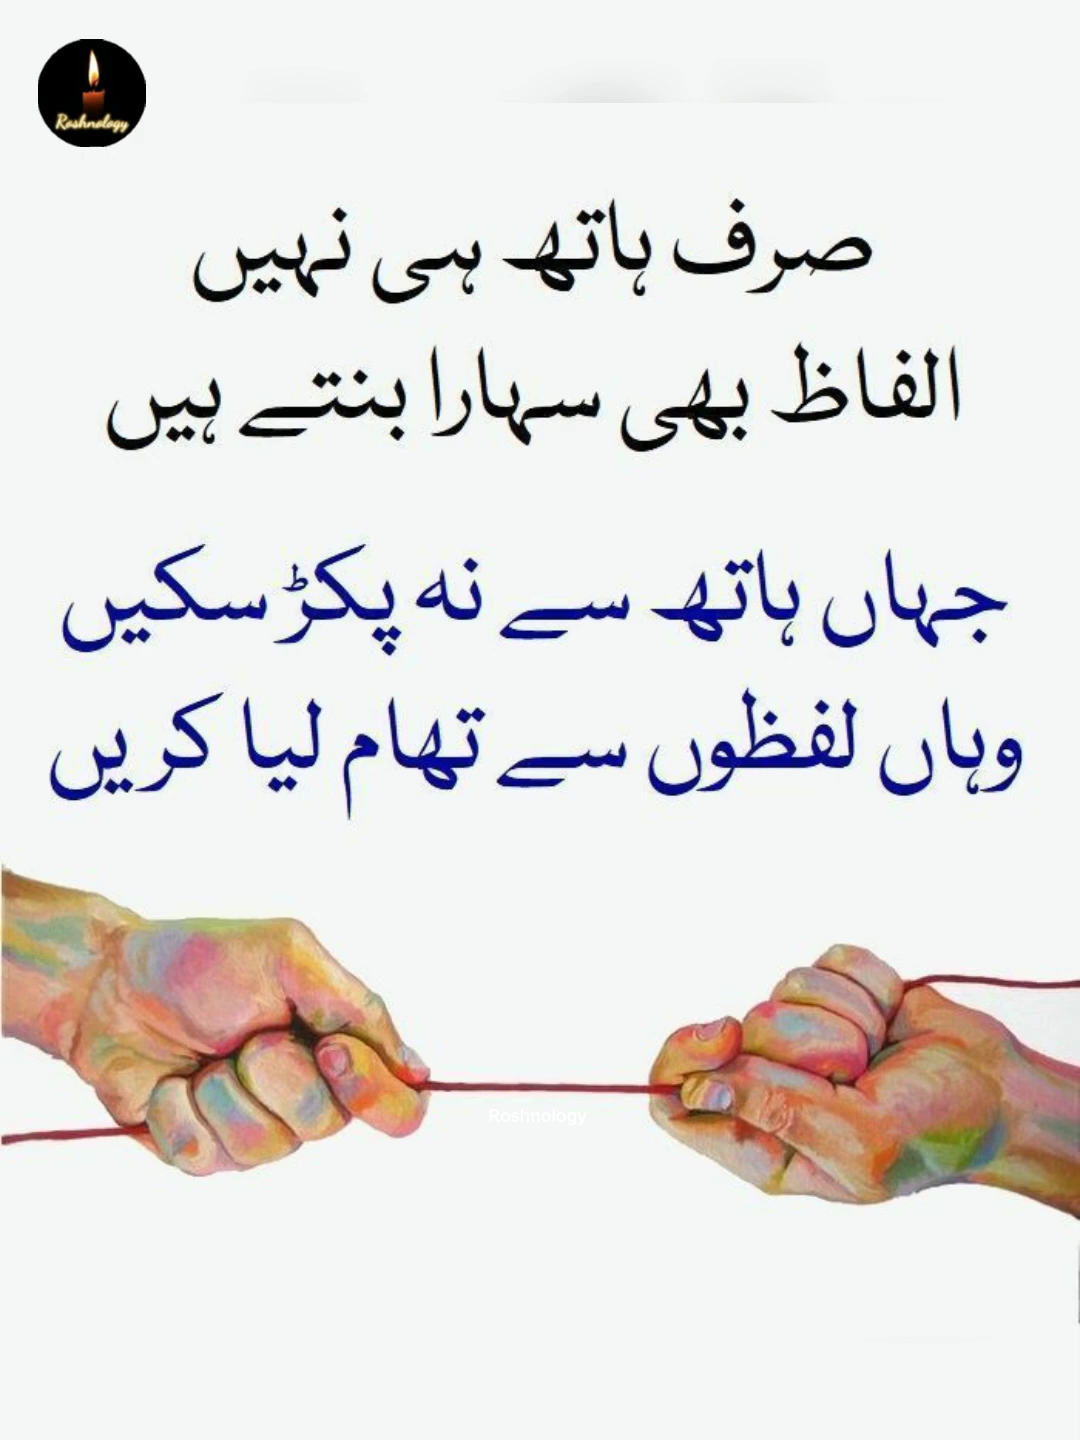 Roshnology
صرف ہاتھ ہی نہیں
الفاظ بھی سہارا بنتے ہیں
جہاں ہاتھ سے نہ پکڑ سکیں
وہاں لفظوں سے تھام لیا کریں
Roshnology